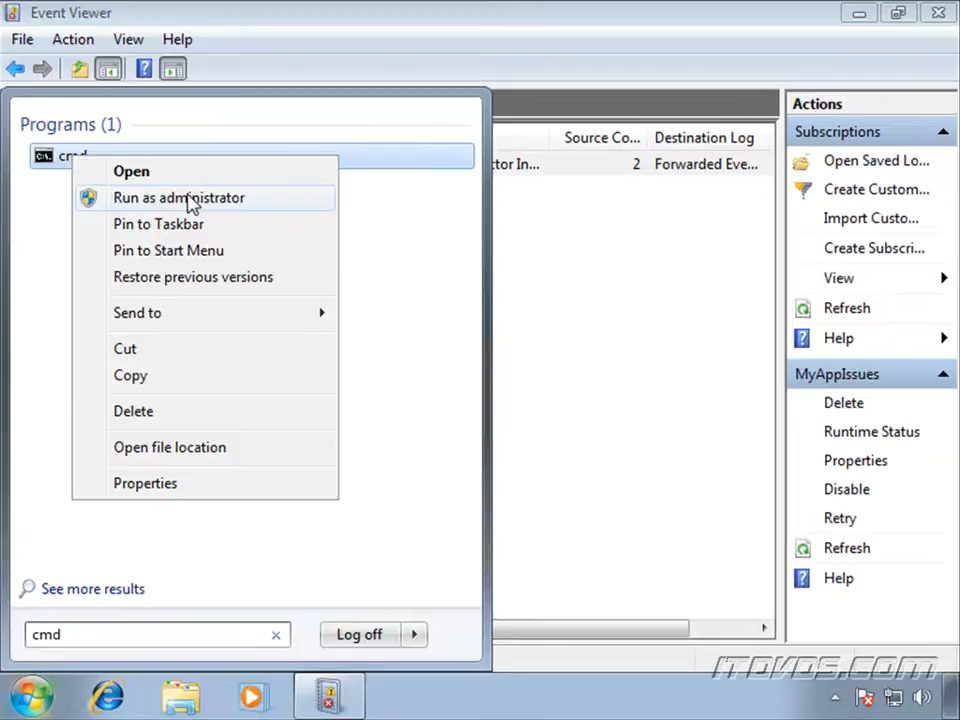 Event Viewer
File Action View Help
Programs (1)
cmd
Open
Run as administrator
Pin to Taskbar
Pin to Start Menu
Restore previous versions
Send to
Cut
Copy
Delete
Open file location
Properties
See more results
cmd
Log off
Source Co... Destination Log
ctor In... 2 Forwarded Eve...
Actions
Subscriptions
Open Saved Lo...
Create Custom...
Import Custo...
Create Subscri...
View
Refresh
Help
MyAppIssues
Delete
Runtime Status
Properties
Disable
Retry
Refresh
Help
ITDVDS.COM